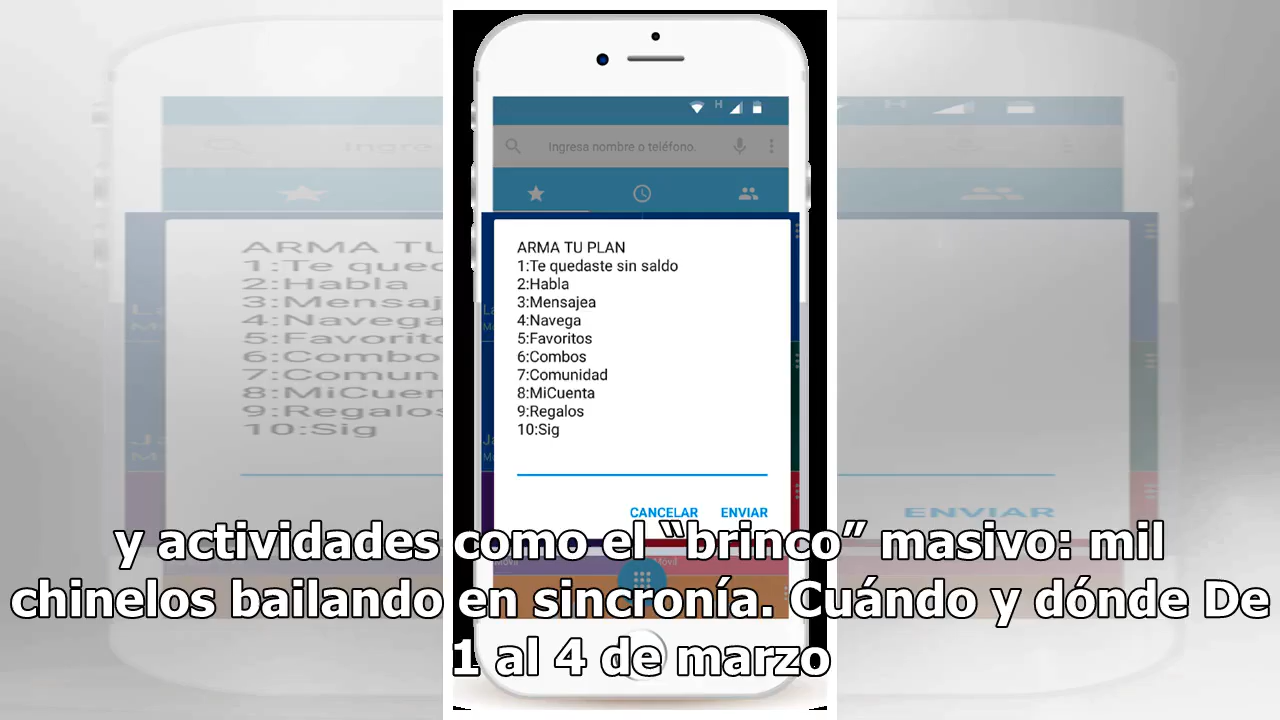 H
Ingresa nombre o teléfono.
ARMA TU PLAN
1:Te quedaste sin saldo
2:Habla
3:Mensajea
4:Navega
5:Favoritos
6:Combos
7:Comunidad
8:MiCuenta
9:Regalos
10:Sig
CANCELAR ENVIAR
y actividades como el “brinco” masivo: mil
chinelos bailando en sincronía. Cuándo y dónde De
1 al 4 de marzo